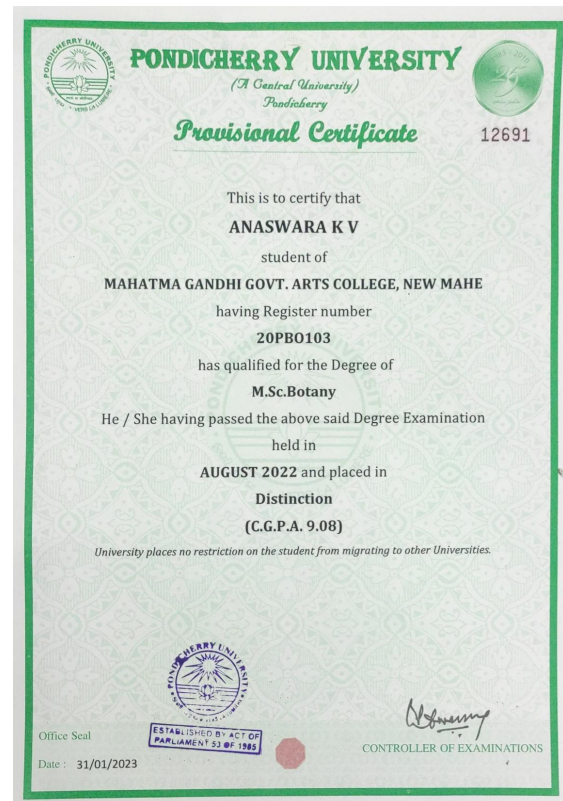 PONDICHERRY UNIVERSITY
(A Central University)
Pondicherry
Provisional Certificate
12691
This is to certify that
ANASWARA K V
student of
MAHATMA GANDHI GOVT. ARTS COLLEGE, NEW MAHE
having Register number
20PBO103
has qualified for the Degree of
M.Sc.Botany
He / She having passed the above said Degree Examination
held in
AUGUST 2022 and placed in
Distinction
(C.G.P.A. 9.08)
University places no restriction on the student from migrating to other Universities.
PONDICHERRY UNIVERSITY
ESTABLISHED BY ACT OF
PARLIAMENT 53 OF 1985
Office Seal
CONTROLLER OF EXAMINATIONS
Date : 31/01/2023